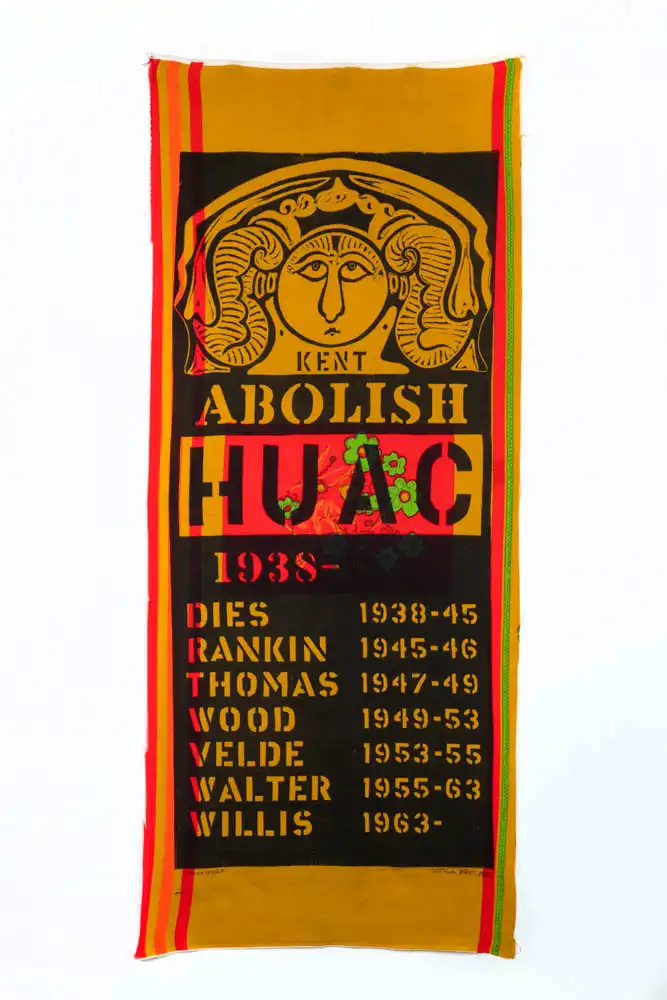 KENT
ABOLISH
HUAC
1938-
DIES 1938-45
RANKIN 1945-46
THOMAS 1947-49
WOOD 1949-53
VELDE 1953-55
WALTER 1955-63
WILLIS 1963-